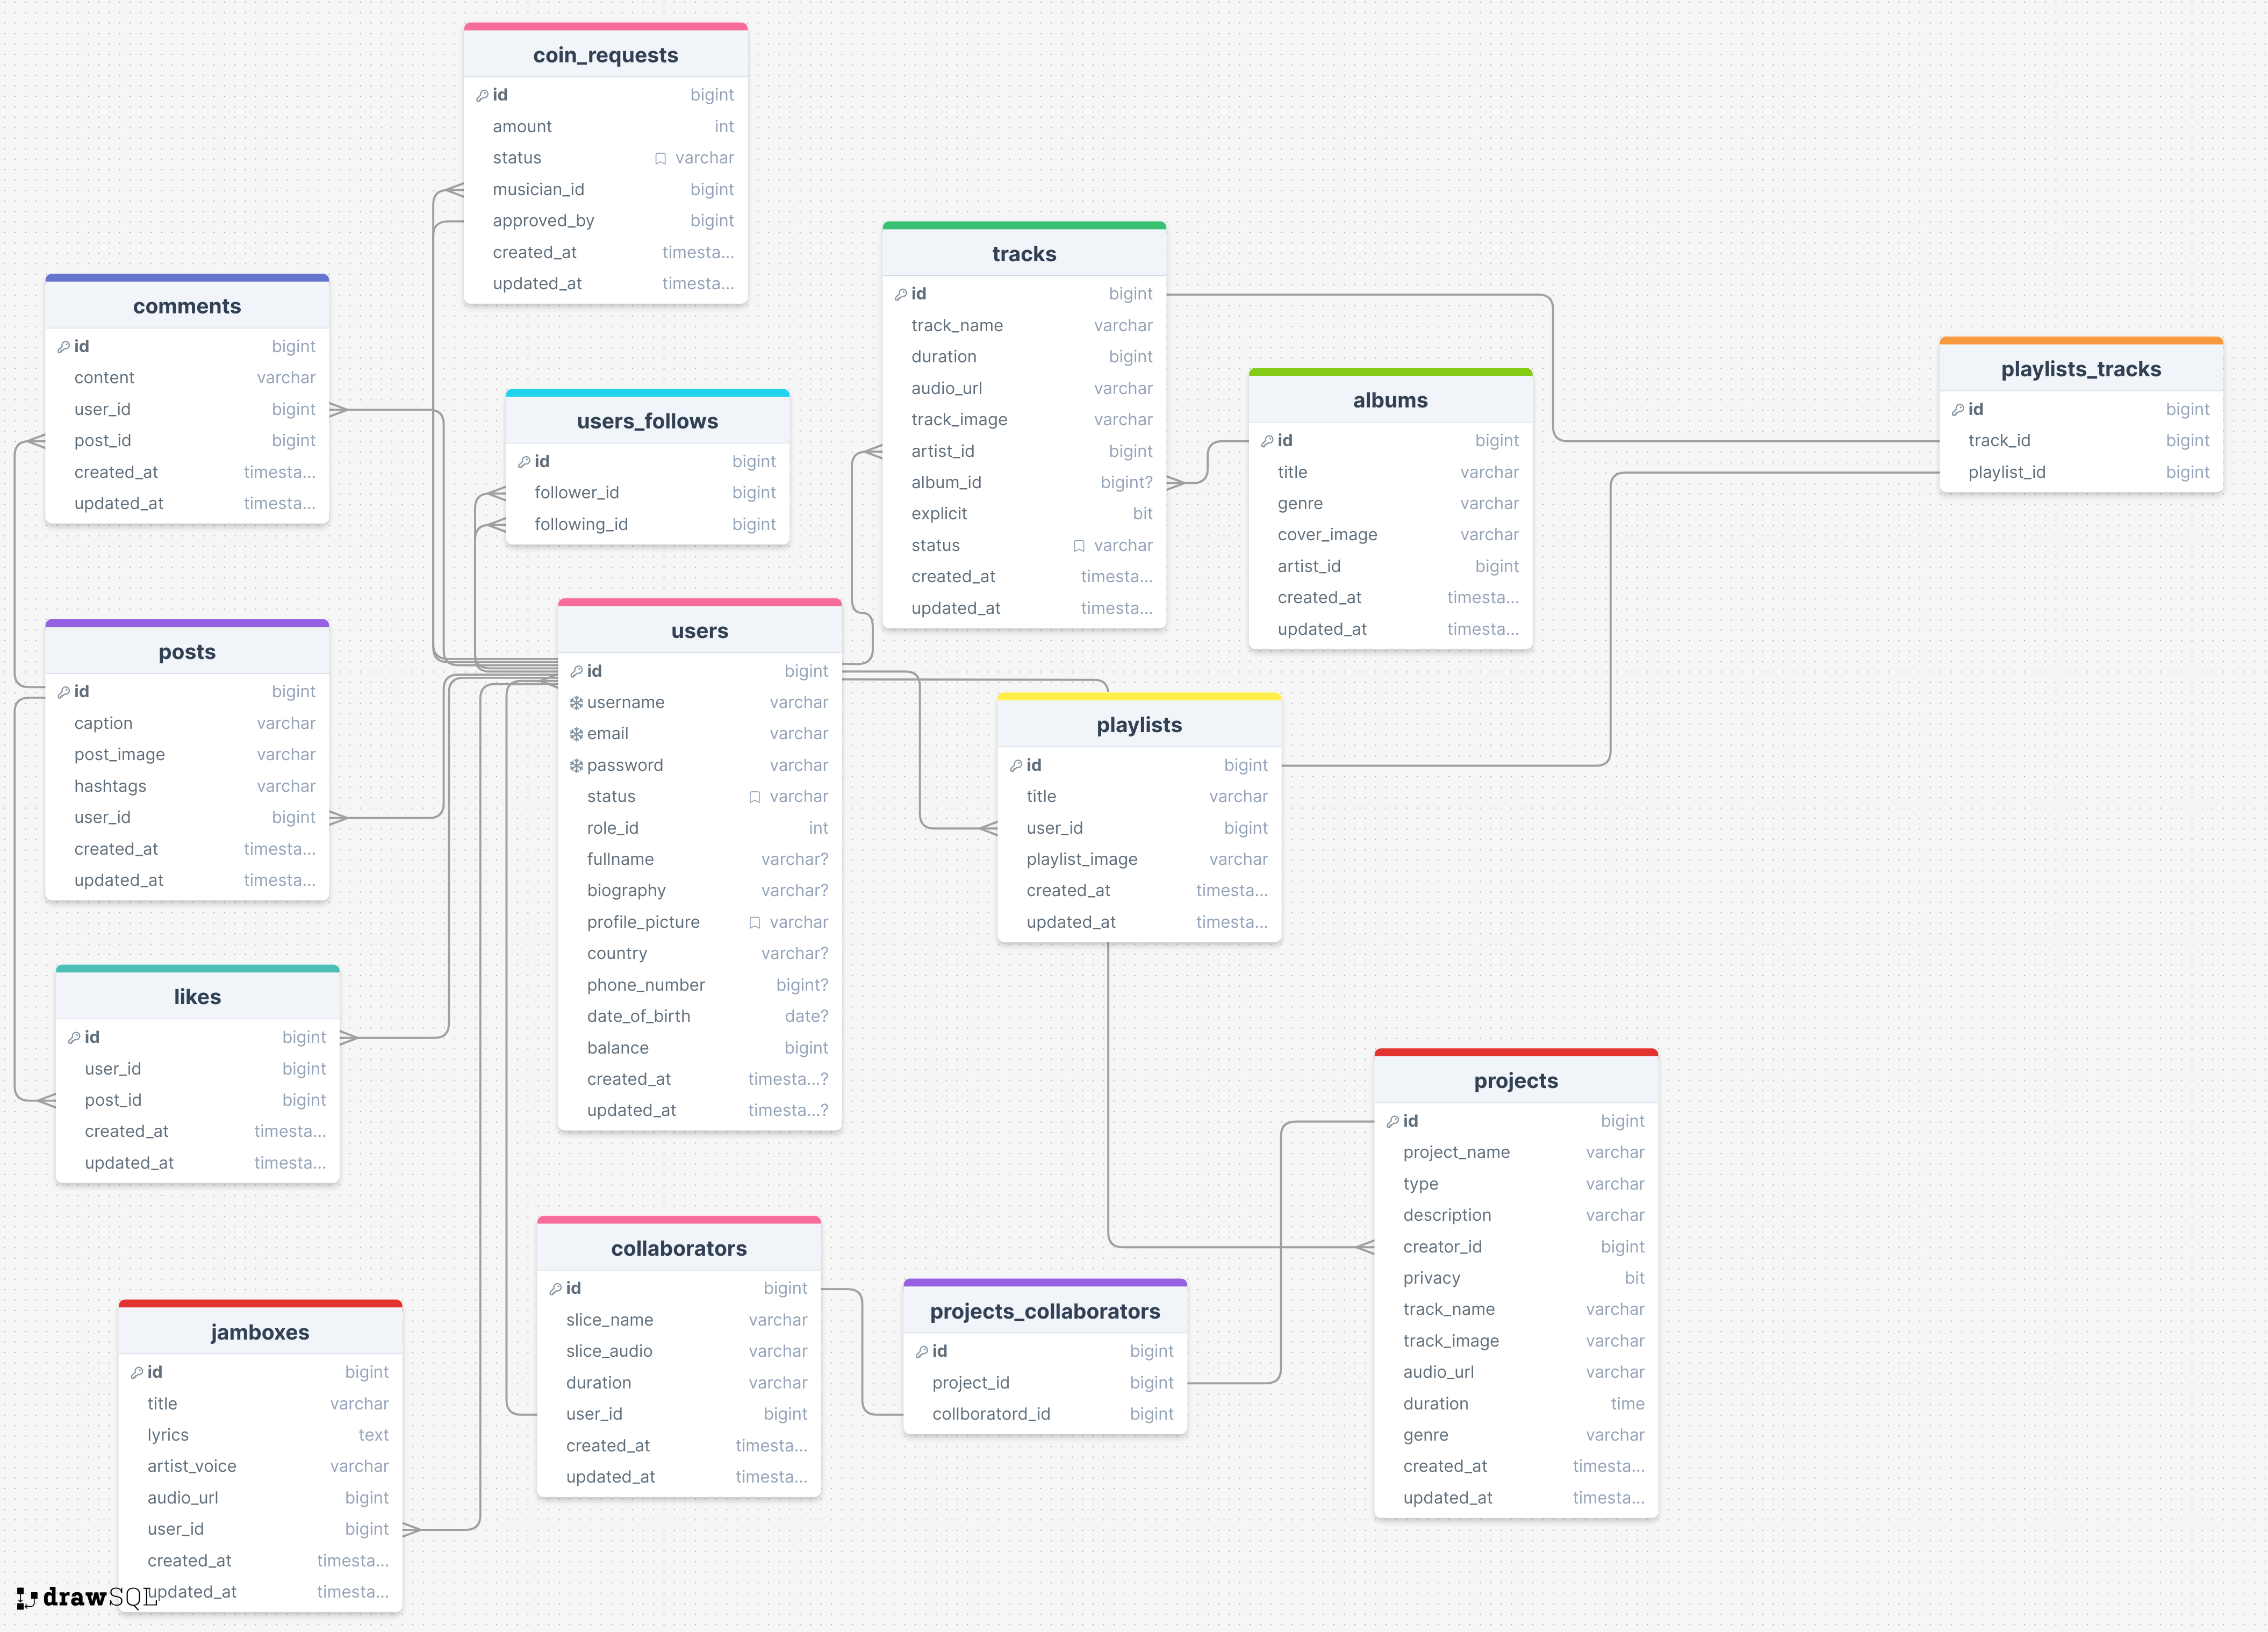 coin_requests
id bigint
amount int
status varchar
musician_id bigint
approved_by bigint
created_at timesta...
updated_at timesta...
comments
id bigint
content varchar
user_id bigint
post_id bigint
created_at timesta...
updated_at timesta...
users_follows
id bigint
follower_id bigint
following_id bigint
tracks
id bigint
track_name varchar
duration bigint
audio_url varchar
track_image varchar
artist_id bigint
album_id bigint?
explicit bit
status varchar
created_at timesta...
updated_at timesta...
albums
id bigint
title varchar
genre varchar
cover_image varchar
artist_id bigint
created_at timesta...
updated_at timesta...
playlists_tracks
id bigint
track_id bigint
playlist_id bigint
posts
id bigint
caption varchar
post_image varchar
hashtags varchar
user_id bigint
created_at timesta...
updated_at timesta...
users
id bigint
username varchar
email varchar
password varchar
status varchar
role_id int
fullname varchar?
biography varchar?
profile_picture varchar
country varchar?
phone_number bigint?
date_of_birth date?
balance bigint
created_at timesta...?
updated_at timesta...?
playlists
id bigint
title varchar
user_id bigint
playlist_image varchar
created_at timesta...
updated_at timesta...
likes
id bigint
user_id bigint
post_id bigint
created_at timesta...
updated_at timesta...
projects
id bigint
project_name varchar
type varchar
description varchar
creator_id bigint
privacy bit
track_name varchar
track_image varchar
audio_url varchar
duration time
genre varchar
created_at timesta...
updated_at timesta...
collaborators
id bigint
slice_name varchar
slice_audio varchar
duration varchar
user_id bigint
created_at timesta...
updated_at timesta...
projects_collaborators
id bigint
project_id bigint
collboratord_id bigint
jamboxes
id bigint
title varchar
lyrics text
artist_voice varchar
audio_url bigint
user_id bigint
created_at timesta...
updated_at timesta...
drawSQL